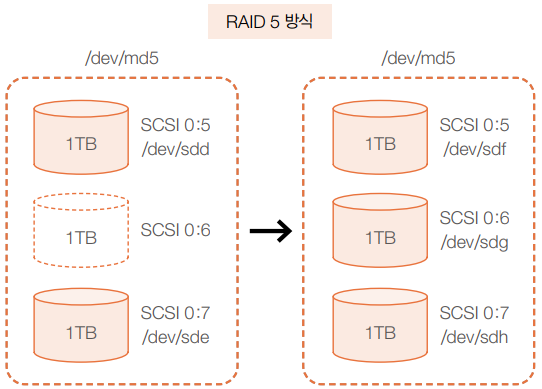 RAID 5 방식
/dev/md5
1TB
SCSI 0:5
/dev/sdd
1TB
SCSI 0:6
1TB
SCSI 0:7
/dev/sde
/dev/md5
1TB
SCSI 0:5
/dev/sdf
1TB
SCSI 0:6
/dev/sdg
1TB
SCSI 0:7
/dev/sdh